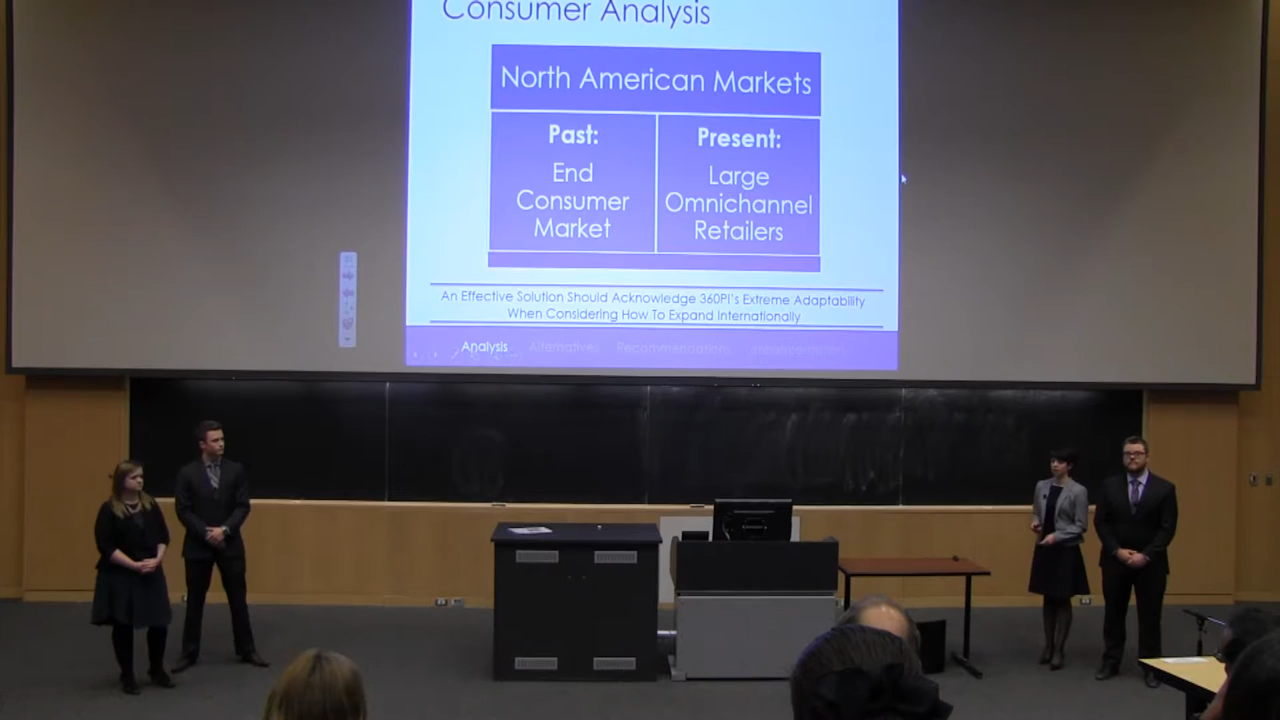 Consumer Analysis
North American Markets
Past:
End
Consumer
Market
Present:
Large
Omnichannel
Retailers
An Effective Solution Should Acknowledge 360PI's Extreme Adaptability
When Considering How To Expand Internationally
Analysis Alternatives Recommendations Implementation